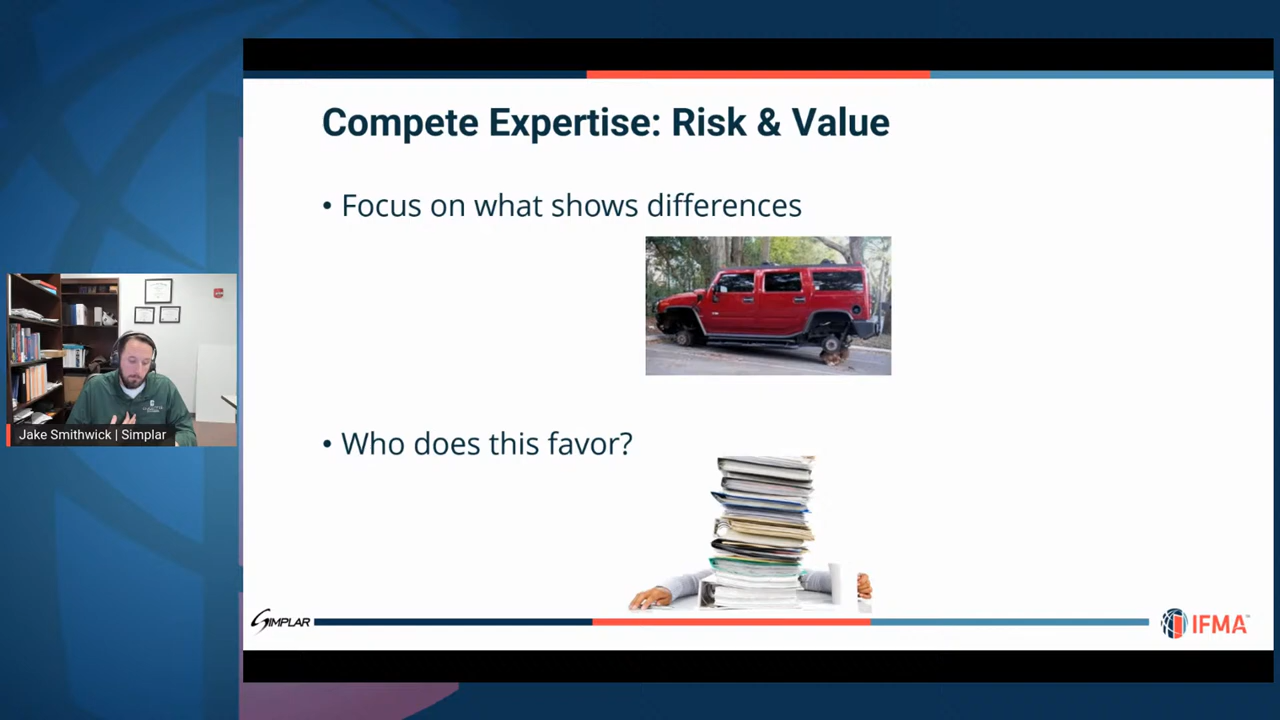 Compete Expertise: Risk & Value
• Focus on what shows differences
• Who does this favor?
Jake Smithwick | Simplar
SIMPLAR
IFMA